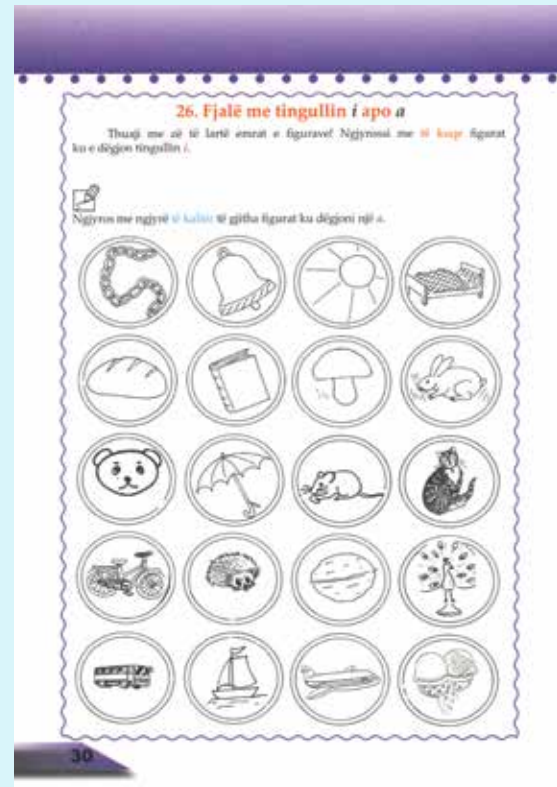 26. Fjalë me tingullin i apo a
Thuaji me zë të lartë emrat e figurave! Ngjyrosi me të kuqe figurat
ku e dëgjon tingullin i.
Ngjyros me ngjyrë të kaltër të gjitha figurat ku dëgjoni një a.
30